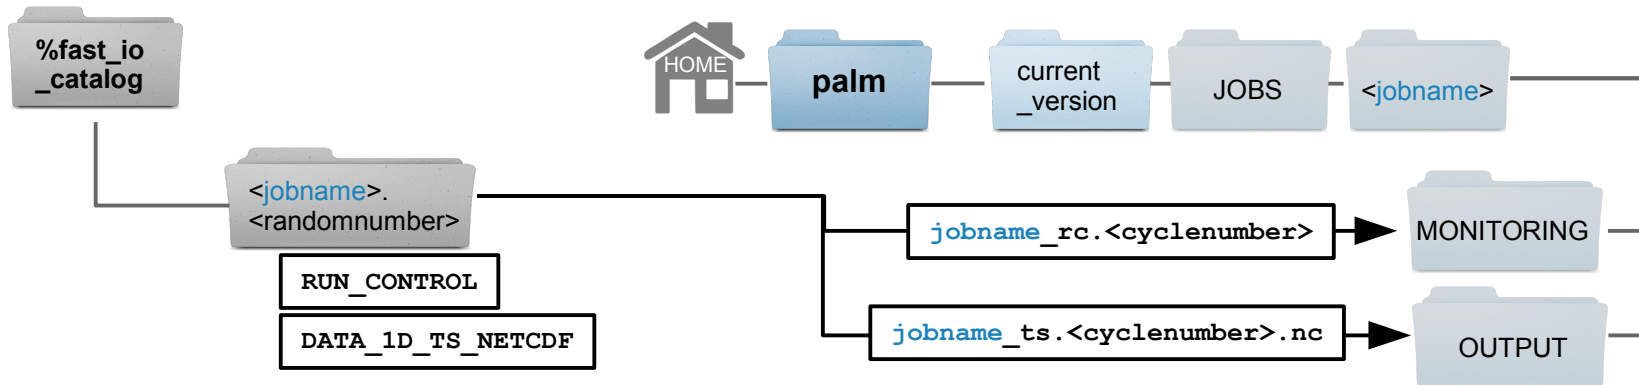 %fast_io
_catalog
HOME
palm
current
_version
JOBS
<jobname>
<jobname>.
<randomnumber>
RUN_CONTROL
DATA_1D_TS_NETCDF
jobname_rc.<cyclenumber>
MONITORING
jobname_ts.<cyclenumber>.nc
OUTPUT